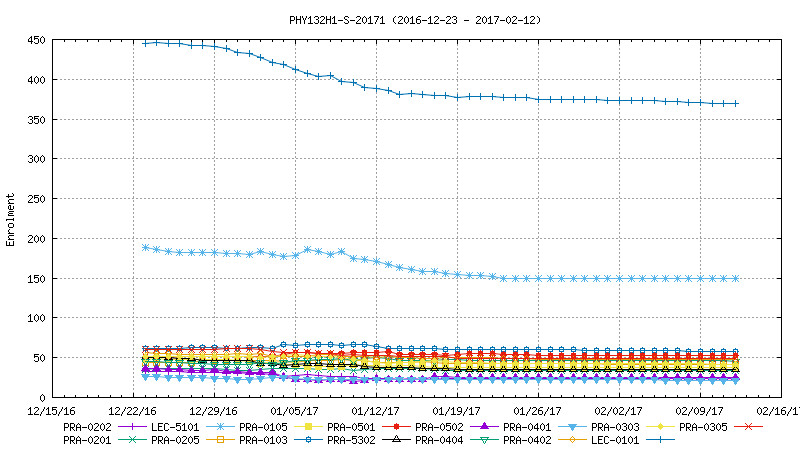 PHY132H1-S-20171 (2016-12-23 - 2017-02-12)
450
400
350
300
250
200
150
100
50
0
Enrolment
12/15/16 12/22/16 12/29/16 01/05/17 01/12/17 01/19/17 01/26/17 02/02/17 02/09/17 02/16/17
PRA-0202 LEC-5101 PRA-0105 PRA-0501 PRA-0502 PRA-0401 PRA-0303 PRA-0305
PRA-0201 PRA-0205 PRA-0103 PRA-5302 PRA-0404 PRA-0402 LEC-0101